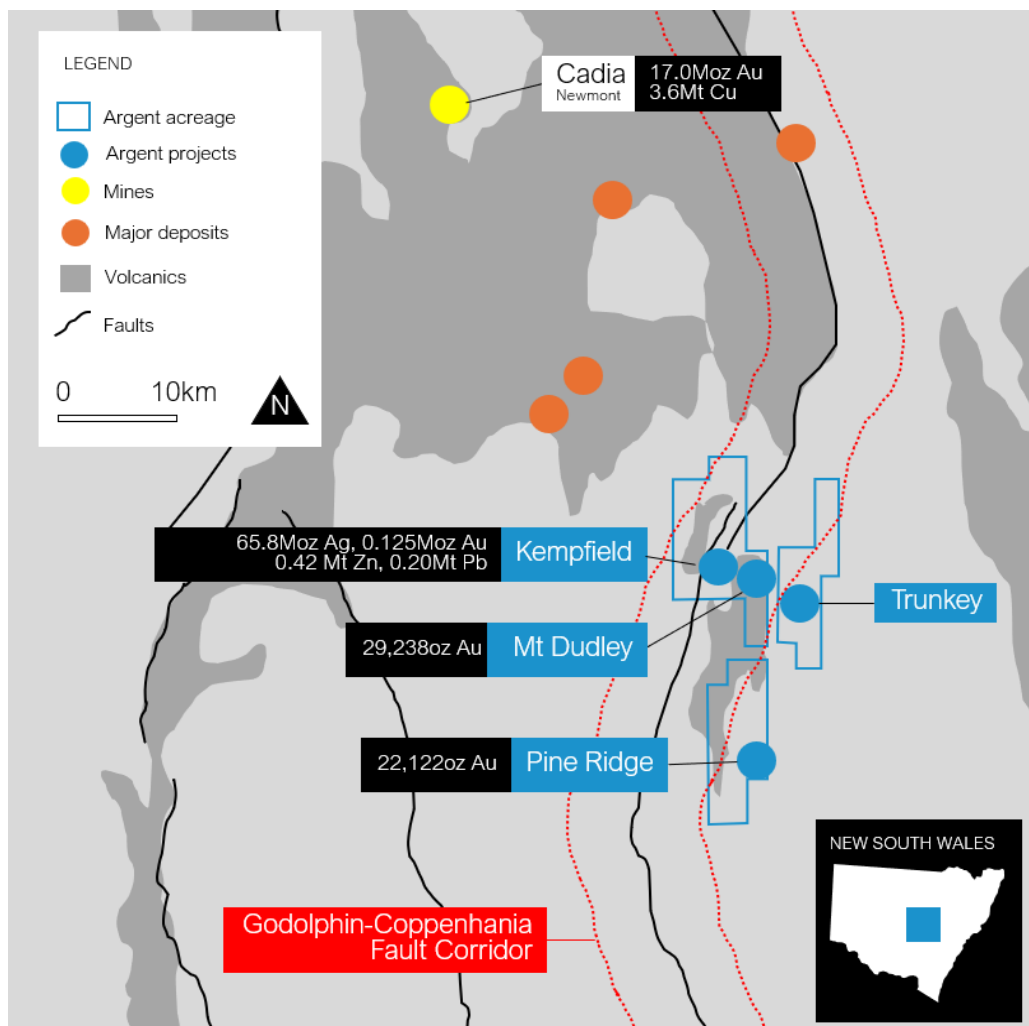 LEGEND
Argent acreage
Argent projects
Mines
Major deposits
Volcanics
Faults
0 10km
N
Cadia
Newmont
17.0Moz Au
3.6Mt Cu
65.8Moz Ag, 0.125Moz Au
0.42 Mt Zn, 0.20Mt Pb
Kempfield
Trunkey
29,238oz Au
Mt Dudley
22,122oz Au
Pine Ridge
Godolphin-Coppenhania
Fault Corridor
NEW SOUTH WALES